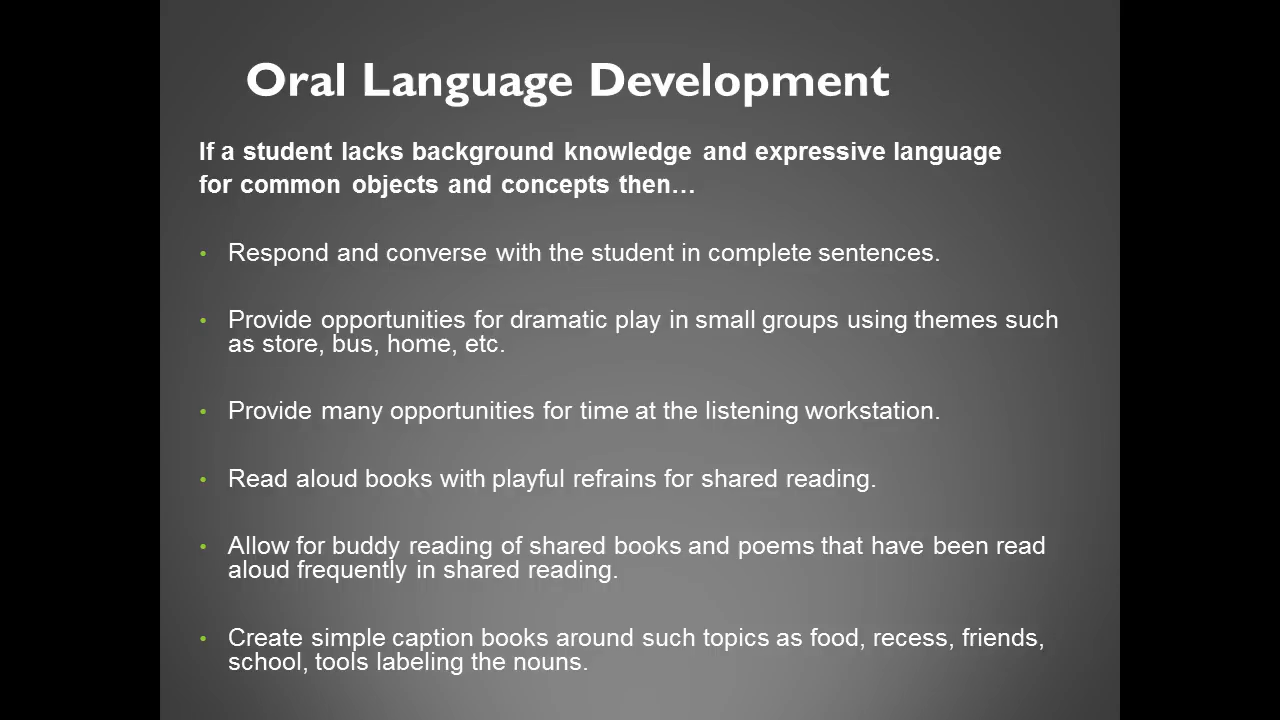 Oral Language Development
If a student lacks background knowledge and expressive language
for common objects and concepts then…
• Respond and converse with the student in complete sentences.
• Provide opportunities for dramatic play in small groups using themes such
as store, bus, home, etc.
• Provide many opportunities for time at the listening workstation.
• Read aloud books with playful refrains for shared reading.
• Allow for buddy reading of shared books and poems that have been read
aloud frequently in shared reading.
• Create simple caption books around such topics as food, recess, friends,
school, tools labeling the nouns.